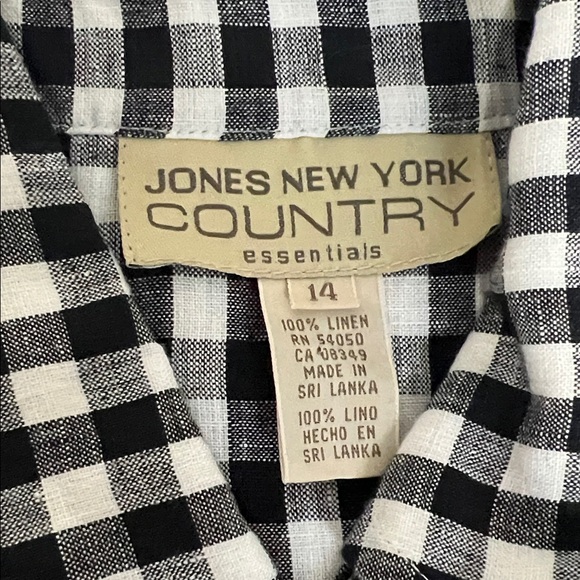 JONES NEW YORK
COUNTRY
essentials
14
100% LINEN
RN 54050
CA 08349
MADE IN
SRI LANKA
100% LINO
HECHO EN
SRI LANKA